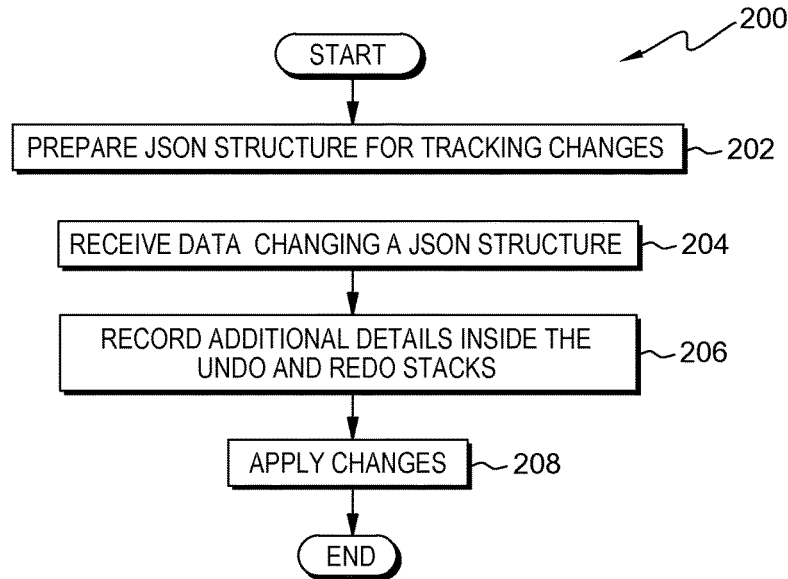 200
START
PREPARE JSON STRUCTURE FOR TRACKING CHANGES
202
RECEIVE DATA CHANGING A JSON STRUCTURE
204
RECORD ADDITIONAL DETAILS INSIDE THE
UNDO AND REDO STACKS
206
APPLY CHANGES
208
END